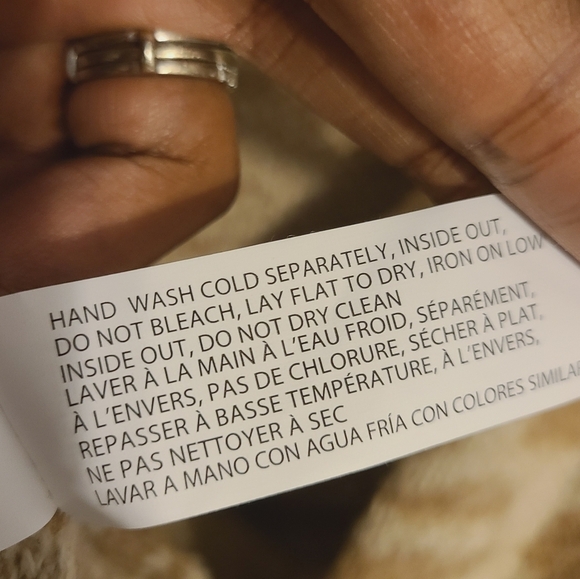 HAND WASH COLD SEPARATELY, INSIDE OUT,
DO NOT BLEACH, LAY FLAT TO DRY, IRON ON LOW
INSIDE OUT, DO NOT DRY CLEAN
LAVER À LA MAIN À L'EAU FROID, SÉPARÉMENT,
À L'ENVERS, PAS DE CHLORURE, SÉCHER À PLAT,
REPASSER À BASSE TEMPÉRATURE, À L'ENVERS,
NE PAS NETTOYER À SEC
LAVAR A MANO CON AGUA FRÍA CON COLORES